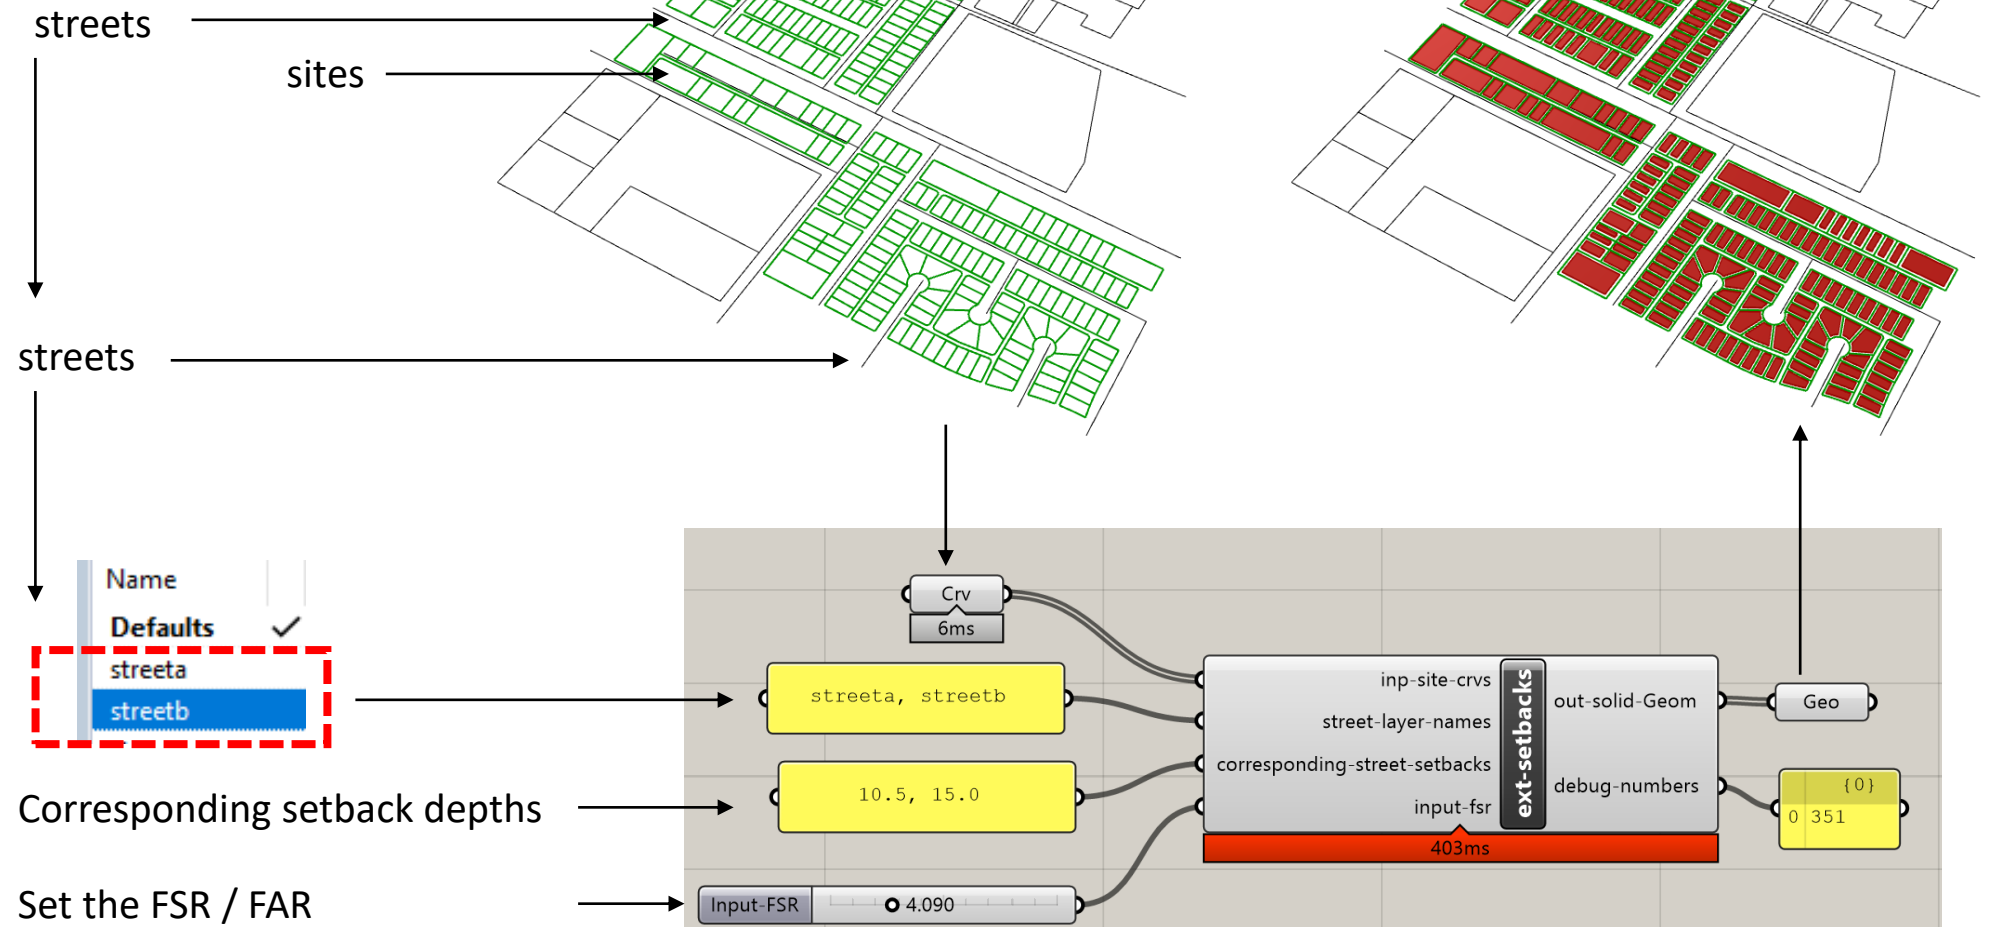 streets
sites
streets
Name
Defaults
streeta
streetb
Corresponding setback depths
Set the FSR / FAR
Crv
6ms
streeta, streetb
10.5, 15.0
Input-FSR
4.090
inp-site-crvs
street-layer-names
corresponding-street-setbacks
input-fsr
ext-setbacks
out-solid-Geom
debug-numbers
403ms
Geo
{0}
0 351